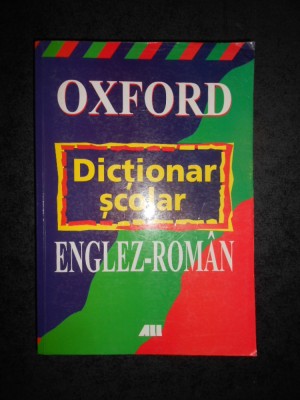 OXFORD
Dicționar
școlar
ENGLEZ-ROMÂN
ALL